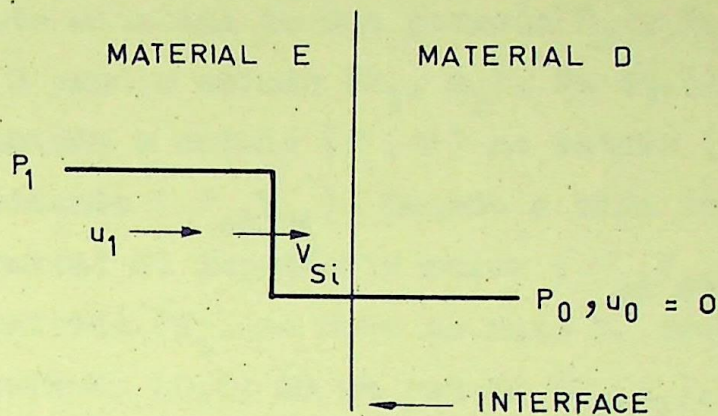 MATERIAL E
MATERIAL D
P1
u1
VSi
P0, u0 = 0
INTERFACE